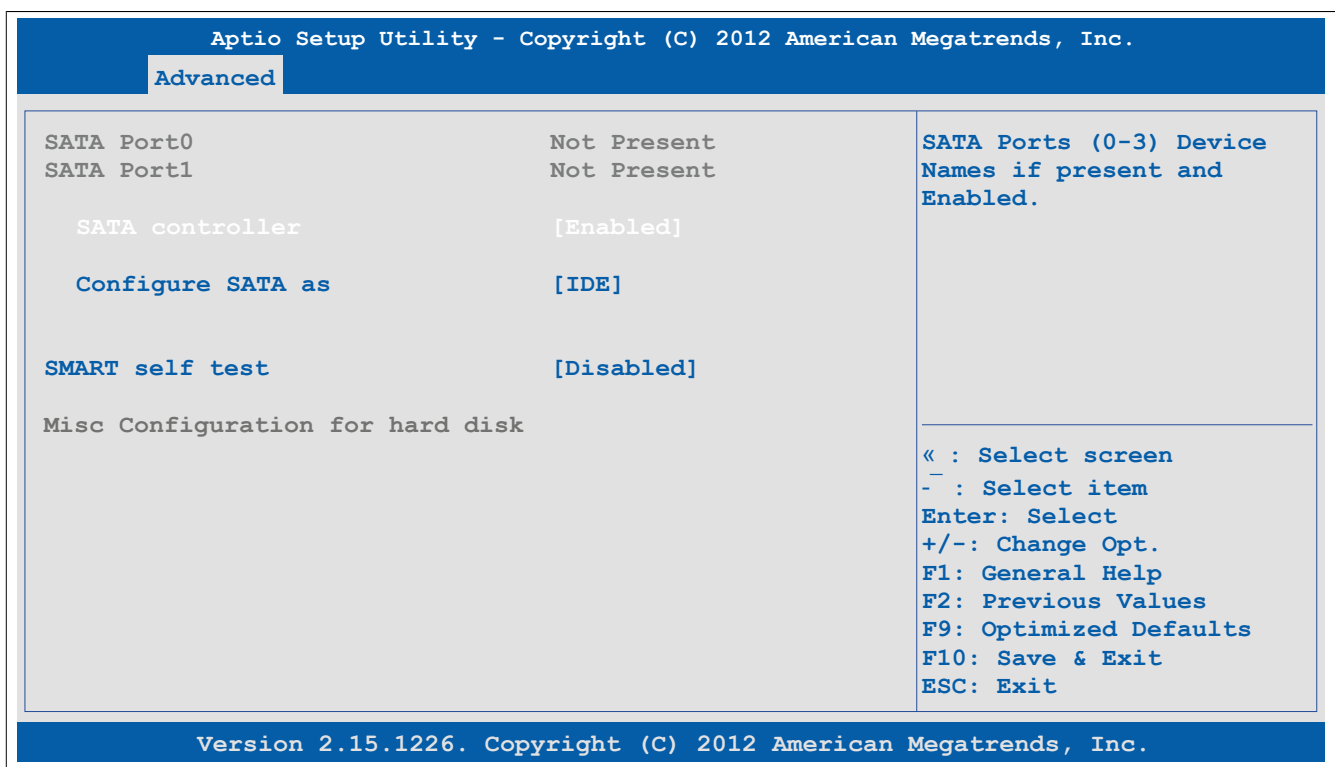 Aptio Setup Utility - Copyright (C) 2012 American Megatrends, Inc.
Advanced
SATA Port0 Not Present
SATA Port1 Not Present
SATA controller [Enabled]
Configure SATA as [IDE]
SMART self test [Disabled]
Misc Configuration for hard disk
SATA Ports (0-3) Device
Names if present and
Enabled.
« : Select screen
-¯ : Select item
Enter: Select
+/-: Change Opt.
F1: General Help
F2: Previous Values
F9: Optimized Defaults
F10: Save & Exit
ESC: Exit
Version 2.15.1226. Copyright (C) 2012 American Megatrends, Inc.